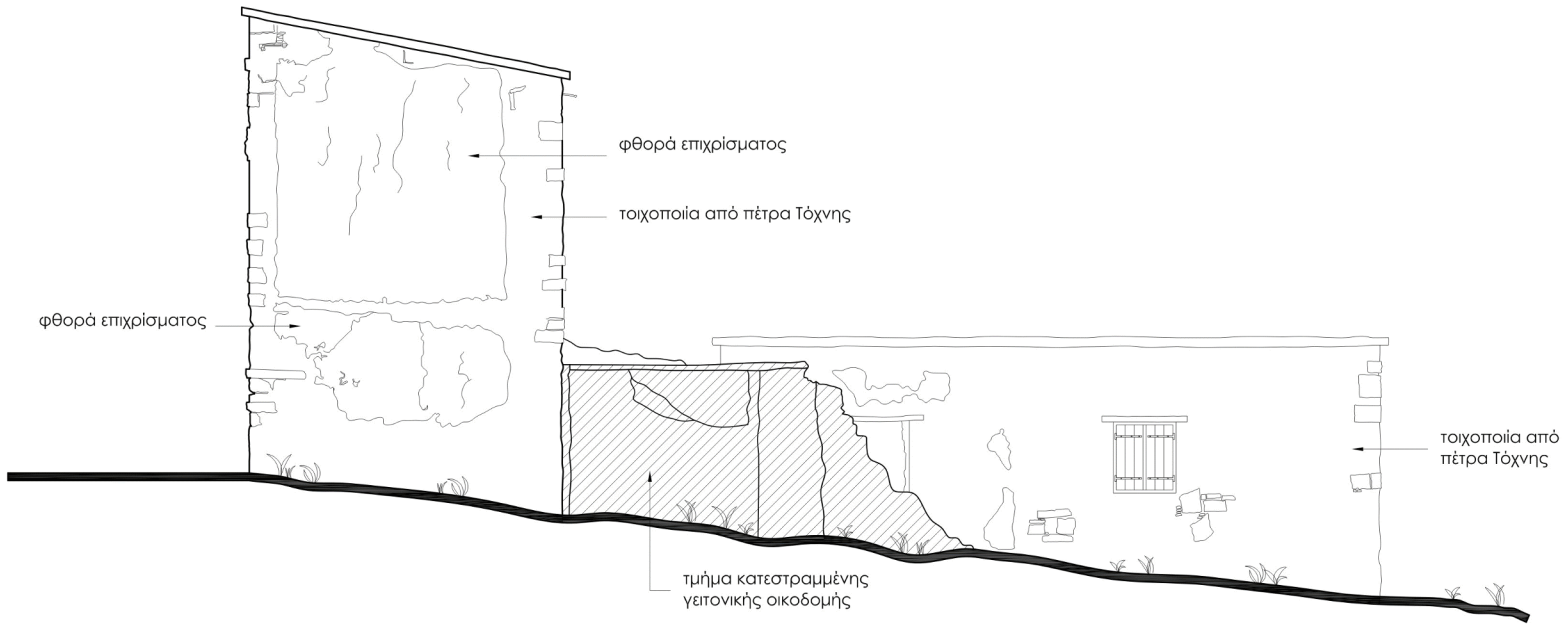 φθορά επιχρίσματος
τοιχοποιία από πέτρα Τόχνης
φθορά επιχρίσματος
τοιχοποιία από
πέτρα Τόχνης
τμήμα κατεστραμμένης
γειτονικής οικοδομής